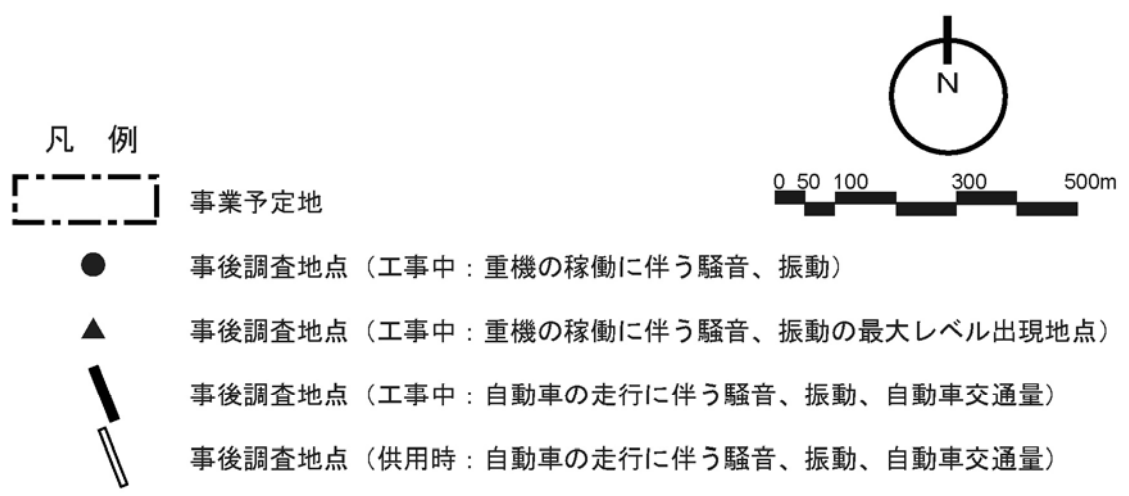 N
凡 例
0 50 100 300 500m
事業予定地
事後調査地点（工事中：重機の稼働に伴う騒音、振動）
事後調査地点（工事中：重機の稼働に伴う騒音、振動の最大レベル出現地点）
事後調査地点（工事中：自動車の走行に伴う騒音、振動、自動車交通量）
事後調査地点（供用時：自動車の走行に伴う騒音、振動、自動車交通量）